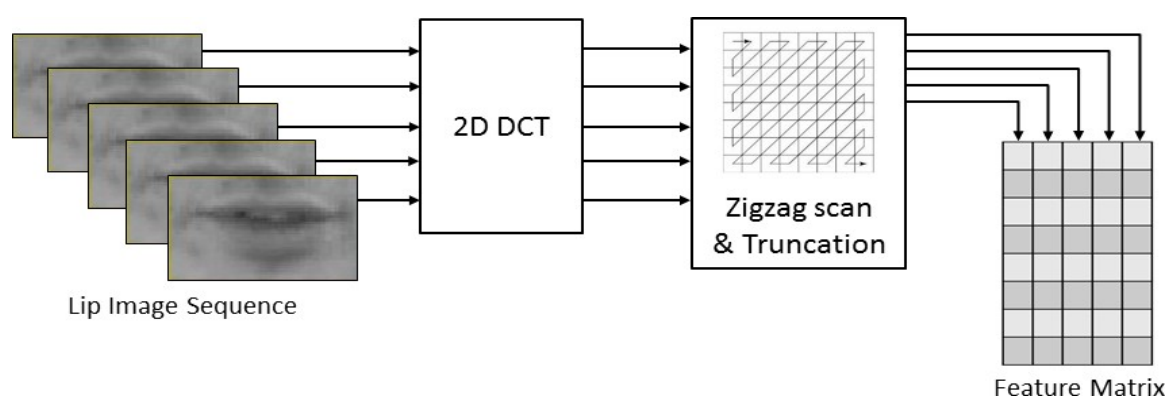 Lip Image Sequence
2D DCT
Zigzag scan
& Truncation
Feature Matrix